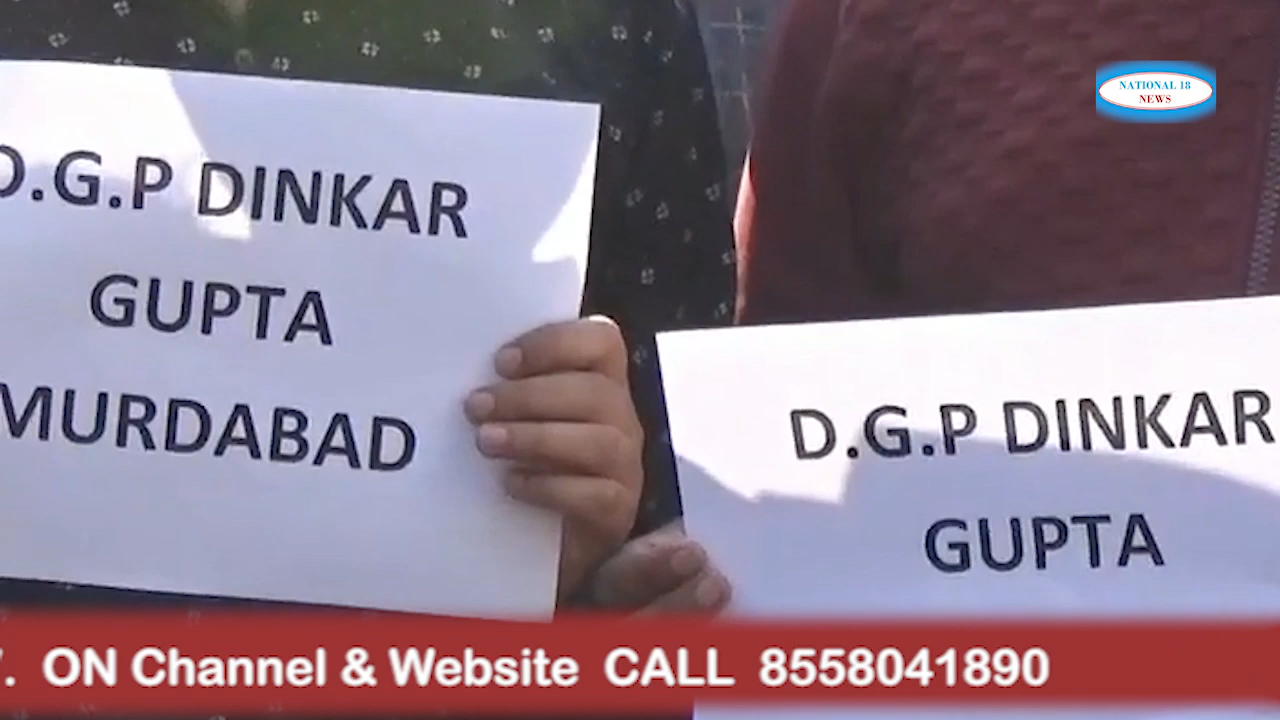 NATIONAL 18
NEWS
D.G.P DINKAR
GUPTA
MURDABAD
D.G.P DINKAR
GUPTA
. ON Channel & Website CALL 8558041890